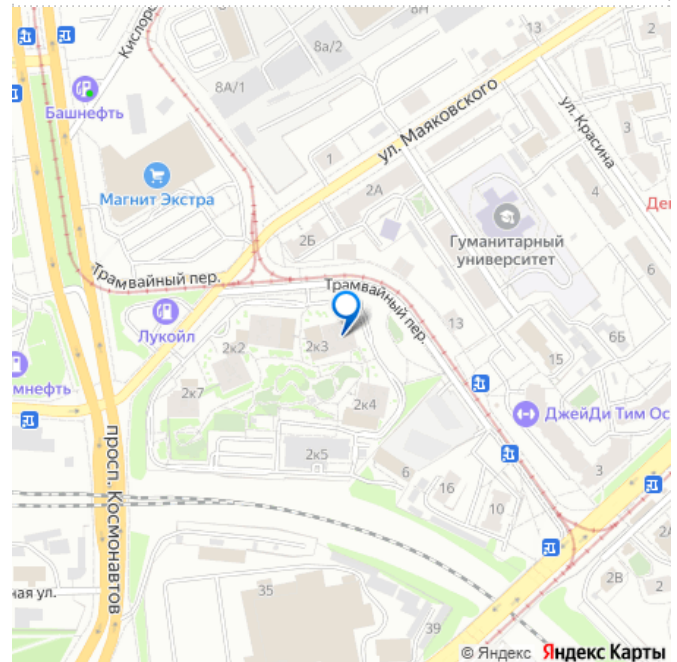 Кислоро
8а/2
8А/1
13
Башнефть
ул. Маяковского
ул. Красина
3
1
2А
4
Магнит Экстра
Гуманитарный
университет
Де
2Б
6
Трамвайный пер.
Трамвайный пер.
Лукойл
2к3
2к2
13
6Б
15
мнефть
2к7
2к4
ДжейДи Тим Ос
просп. Космонавтов
2к5
6
16
3
10
2А
ная ул.
35
2В
2
39
© Яндекс Яндекс Карты